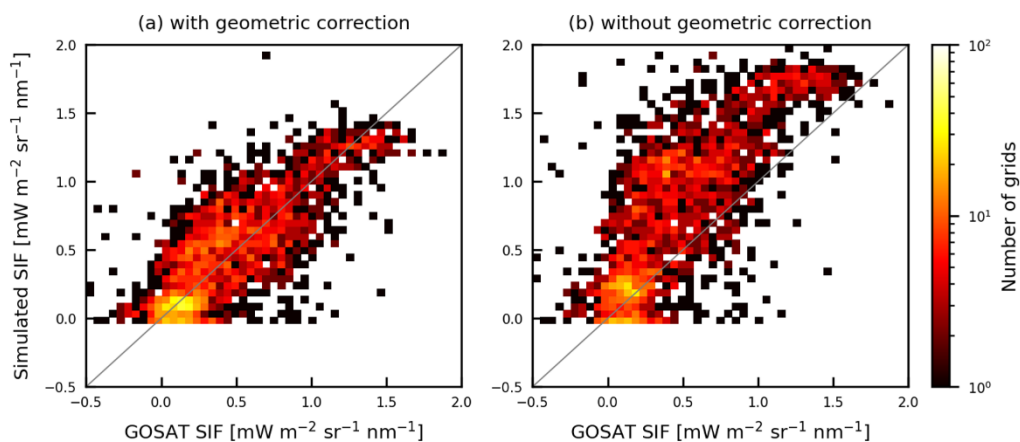 (a) with geometric correction
(b) without geometric correction
2.0
1.5
1.0
0.5
0.0
−0.5
Simulated SIF [mW m⁻² sr⁻¹ nm⁻¹]
−0.5 0.0 0.5 1.0 1.5 2.0
GOSAT SIF [mW m⁻² sr⁻¹ nm⁻¹]
2.0
1.5
1.0
0.5
0.0
−0.5
−0.5 0.0 0.5 1.0 1.5 2.0
GOSAT SIF [mW m⁻² sr⁻¹ nm⁻¹]
10²
10¹
10⁰
Number of grids